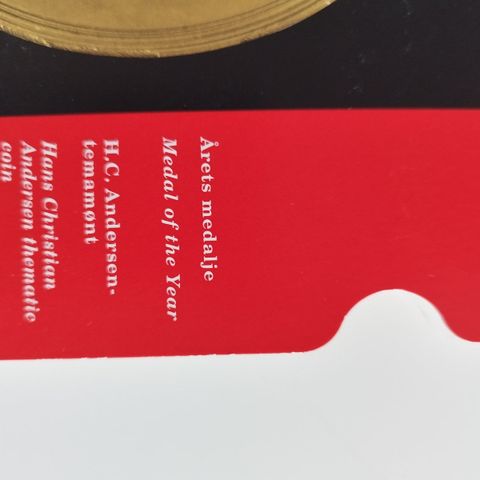 Årets medalje
Medal of the Year
H.C. Andersen-
temamønt
Hans Christian
Andersen thematic
coin